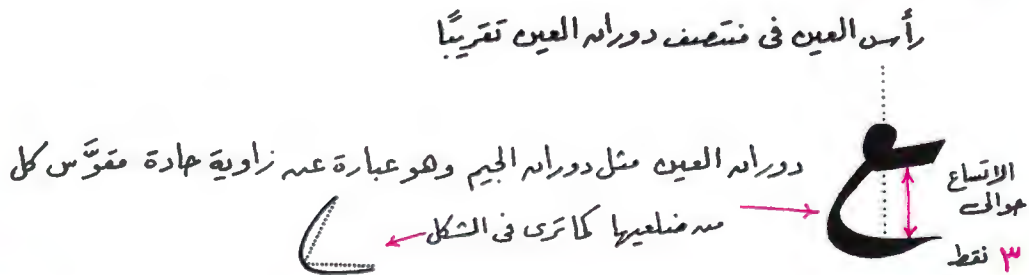 رأس العين فى منتصف دوران العين تقريبًا
دوران العين مثل دوران الجيم وهو عبارة عن زاوية حادة مقوَّس كل
من ضلعيها كما ترى فى الشكل
ع
الاتساع
حوالى
٣ نقط